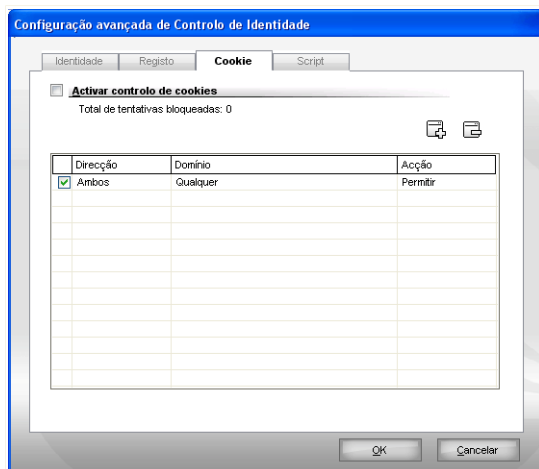 Configuração avançada de Controlo de Identidade
Identidade Registo Cookie Script
Activar controlo de cookies
Total de tentativas bloqueadas: 0
Direcção Domínio Acção
Ambos Qualquer Permitir
OK Cancelar